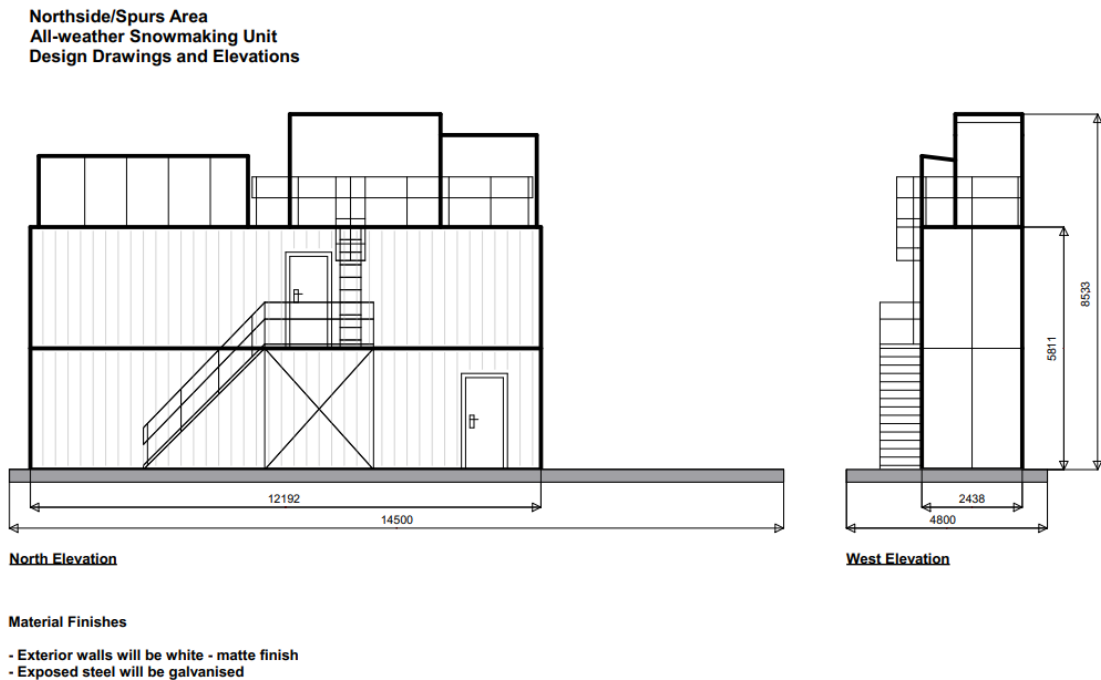 Northside/Spurs Area
All-weather Snowmaking Unit
Design Drawings and Elevations
8533
5811
12192
2438
14500
4800
North Elevation
West Elevation
Material Finishes
- Exterior walls will be white - matte finish
- Exposed steel will be galvanised